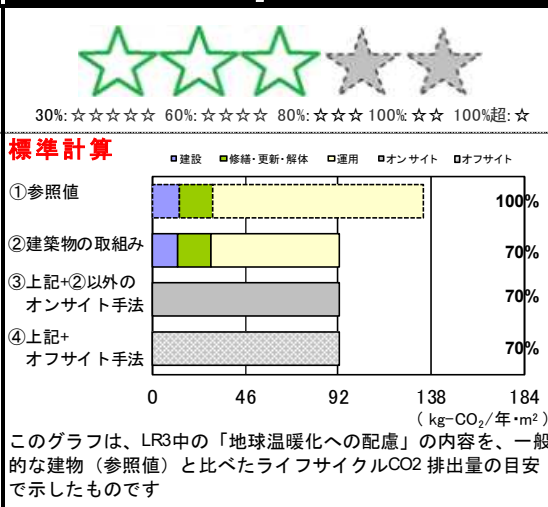 30%: ☆☆☆☆☆ 60%: ☆☆☆☆ 80%: ☆☆☆ 100%: ☆☆ 100%超: ☆
標準計算
■建設 ■修繕・更新・解体 □運用 ■オンサイト □オフサイト
①参照値 100%
②建築物の取組み 70%
③上記+②以外の
オンサイト手法 70%
④上記+
オフサイト手法 70%
0 46 92 138 184
( kg-CO₂/年・m² )
このグラフは、LR3中の「地球温暖化への配慮」の内容を、一般
的な建物（参照値）と比べたライフサイクルCO2 排出量の目安
で示したものです